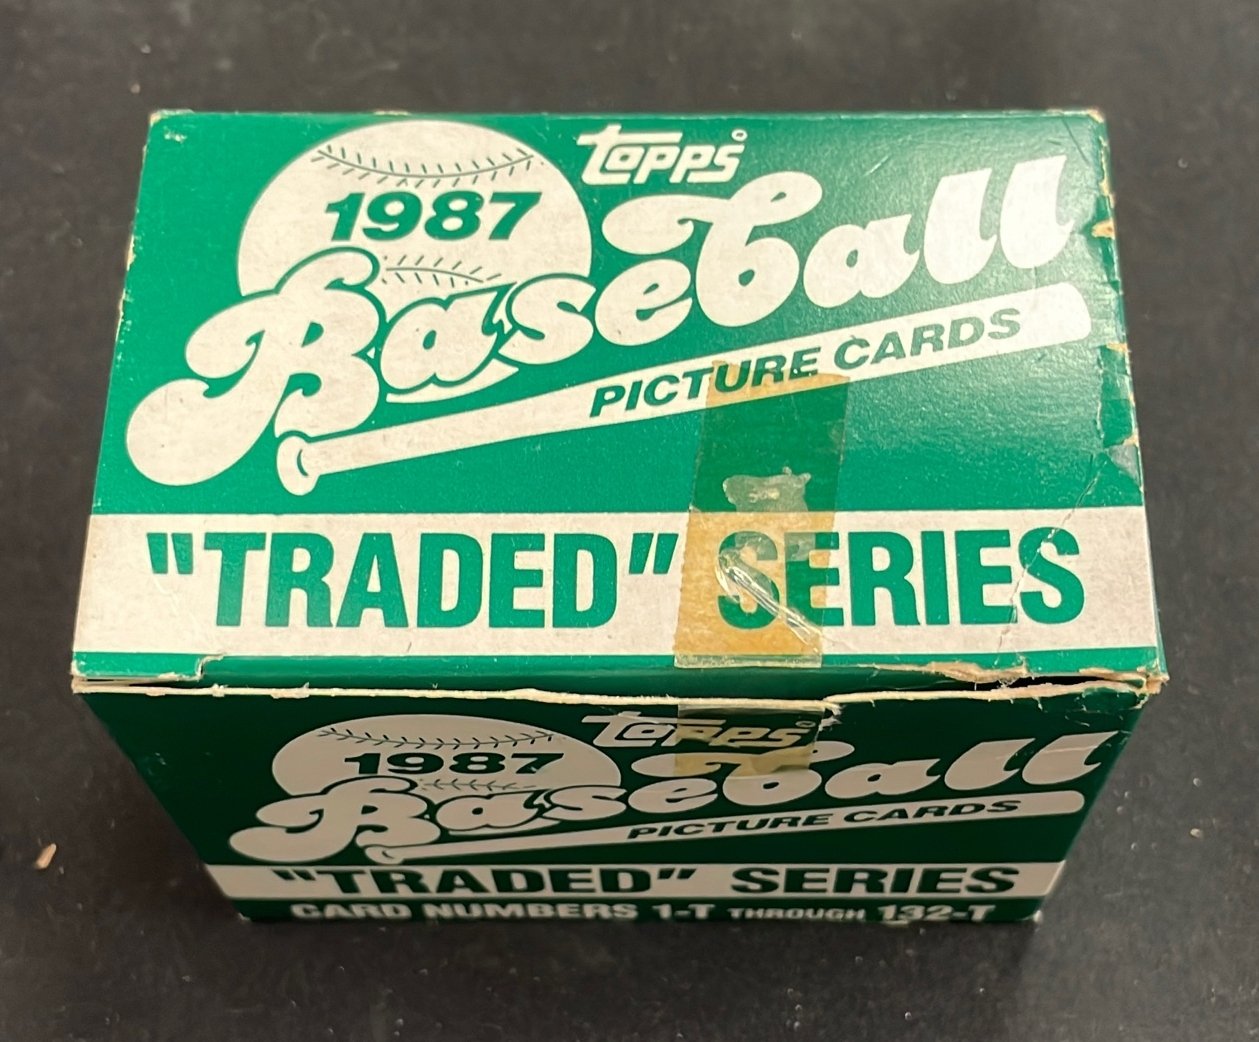 topps©
1987
Baseball
PICTURE CARDS
"TRADED" SERIES
topps©
1987
Baseball
PICTURE CARDS
"TRADED" SERIES
CARD NUMBERS 1-T THROUGH 132-T